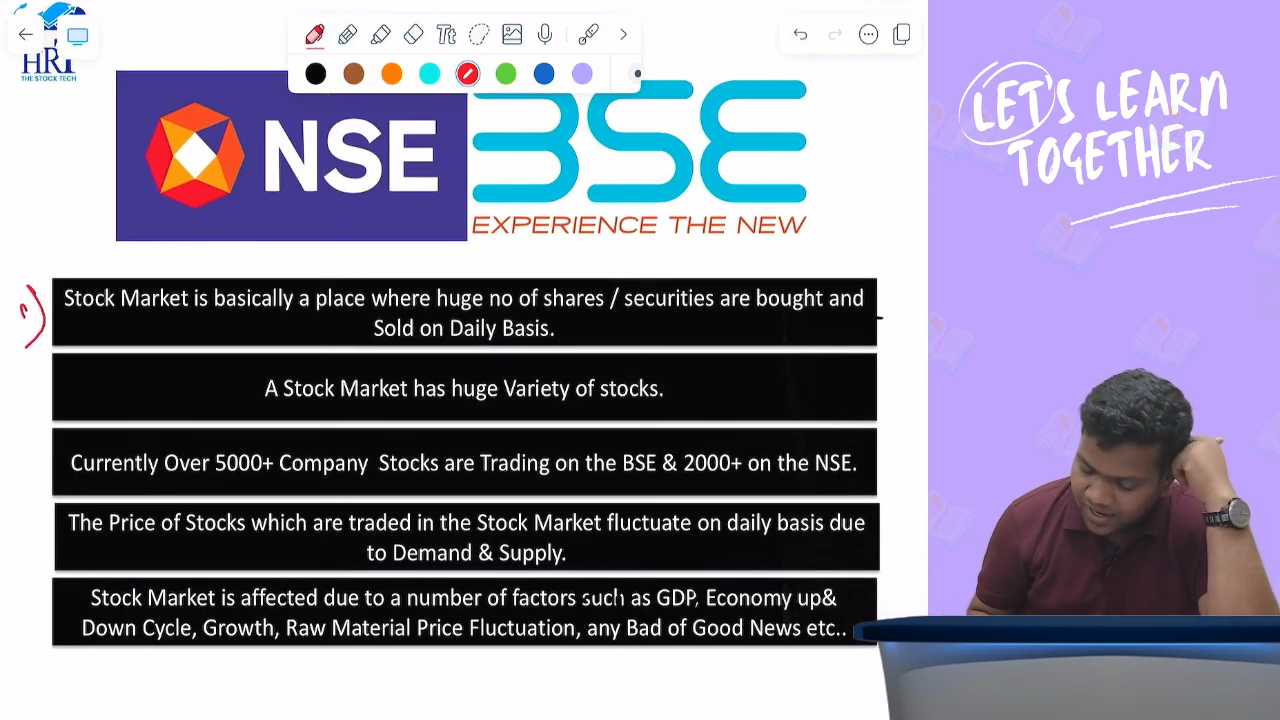 HRT
THE STOCK TECH
Tt
NSE
BSE
EXPERIENCE THE NEW
LET'S LEARN
TOGETHER
Stock Market is basically a place where huge no of shares / securities are bought and
Sold on Daily Basis.
A Stock Market has huge Variety of stocks.
Currently Over 5000+ Company Stocks are Trading on the BSE & 2000+ on the NSE.
The Price of Stocks which are traded in the Stock Market fluctuate on daily basis due
to Demand & Supply.
Stock Market is affected due to a number of factors such as GDP, Economy up&
Down Cycle, Growth, Raw Material Price Fluctuation, any Bad of Good News etc..